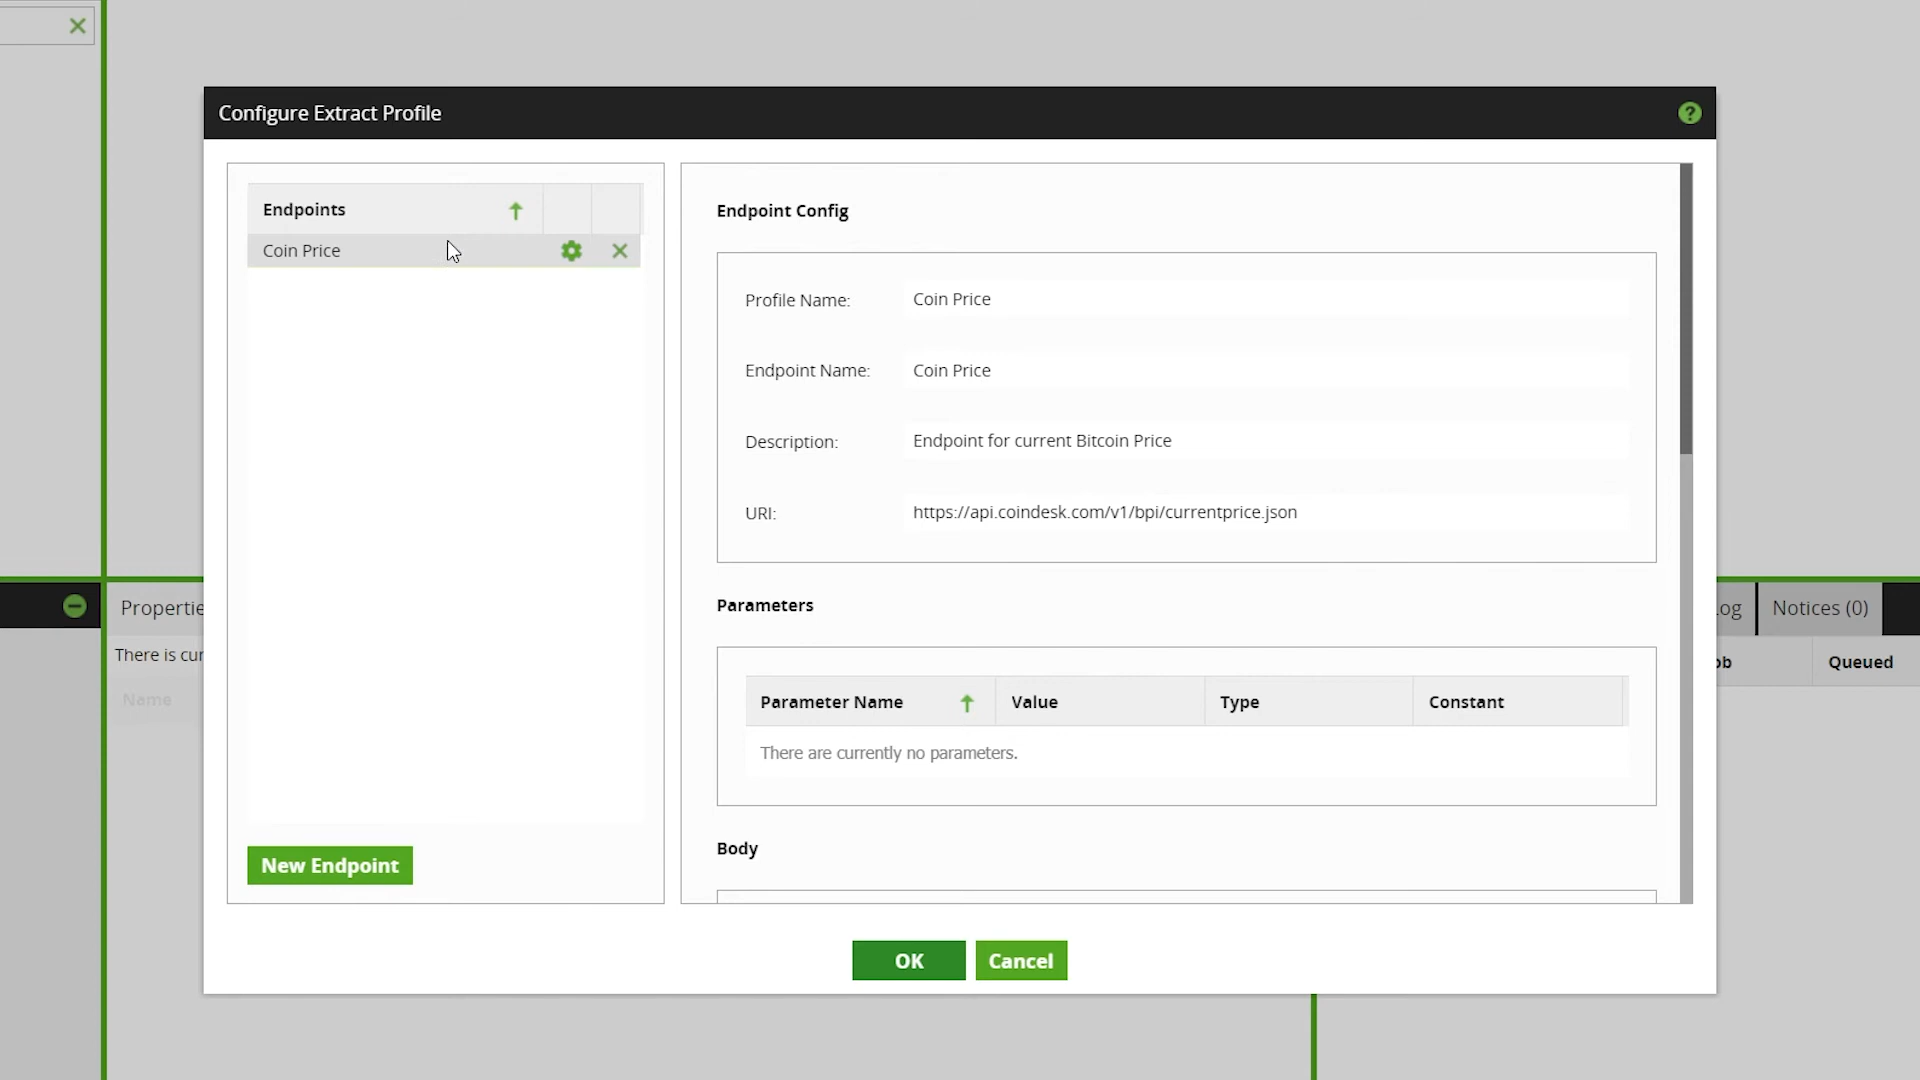 Configure Extract Profile
?
Endpoints
Coin Price
New Endpoint
Endpoint Config
Profile Name: Coin Price
Endpoint Name: Coin Price
Description: Endpoint for current Bitcoin Price
URI: https://api.coindesk.com/v1/bpi/currentprice.json
Parameters
Parameter Name Value Type Constant
There are currently no parameters.
Body
OK Cancel
Propertie
There is cur
Name
og Notices (0)
ob Queued